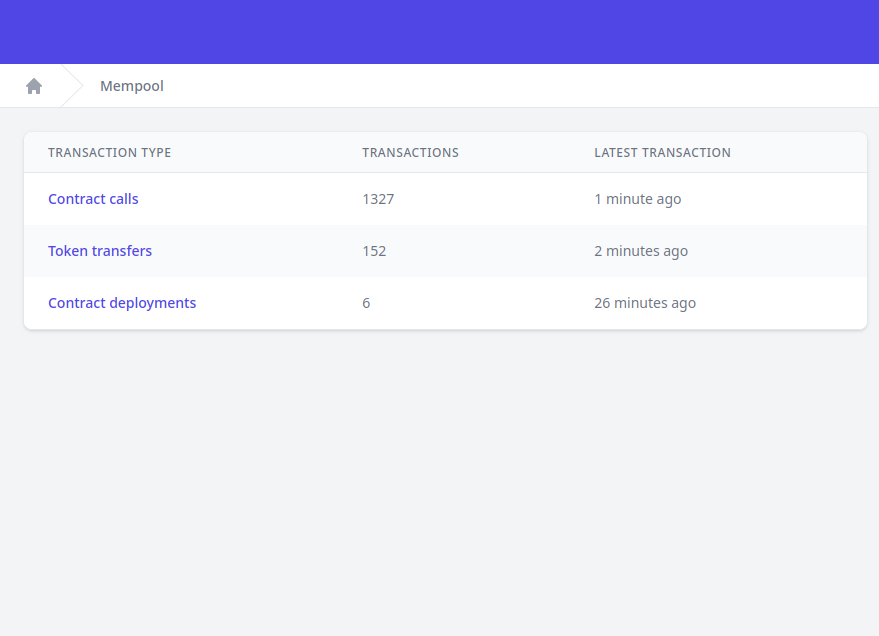 Mempool
TRANSACTION TYPE TRANSACTIONS LATEST TRANSACTION
Contract calls 1327 1 minute ago
Token transfers 152 2 minutes ago
Contract deployments 6 26 minutes ago